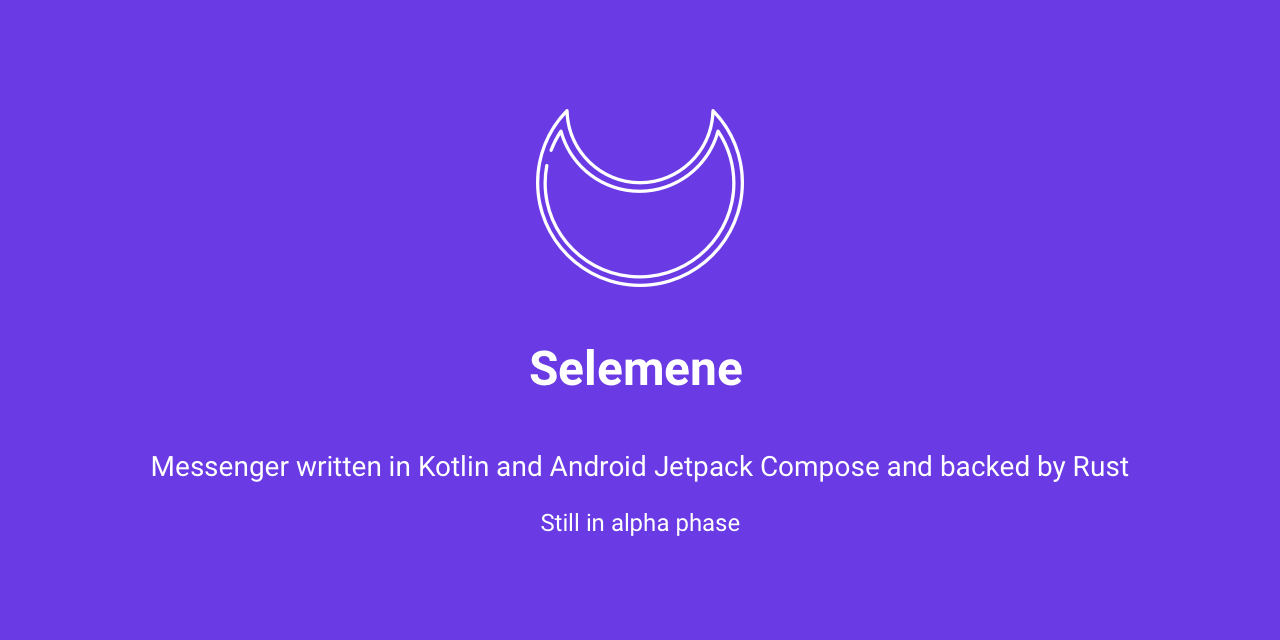 Selemene
Messenger written in Kotlin and Android Jetpack Compose and backed by Rust
Still in alpha phase